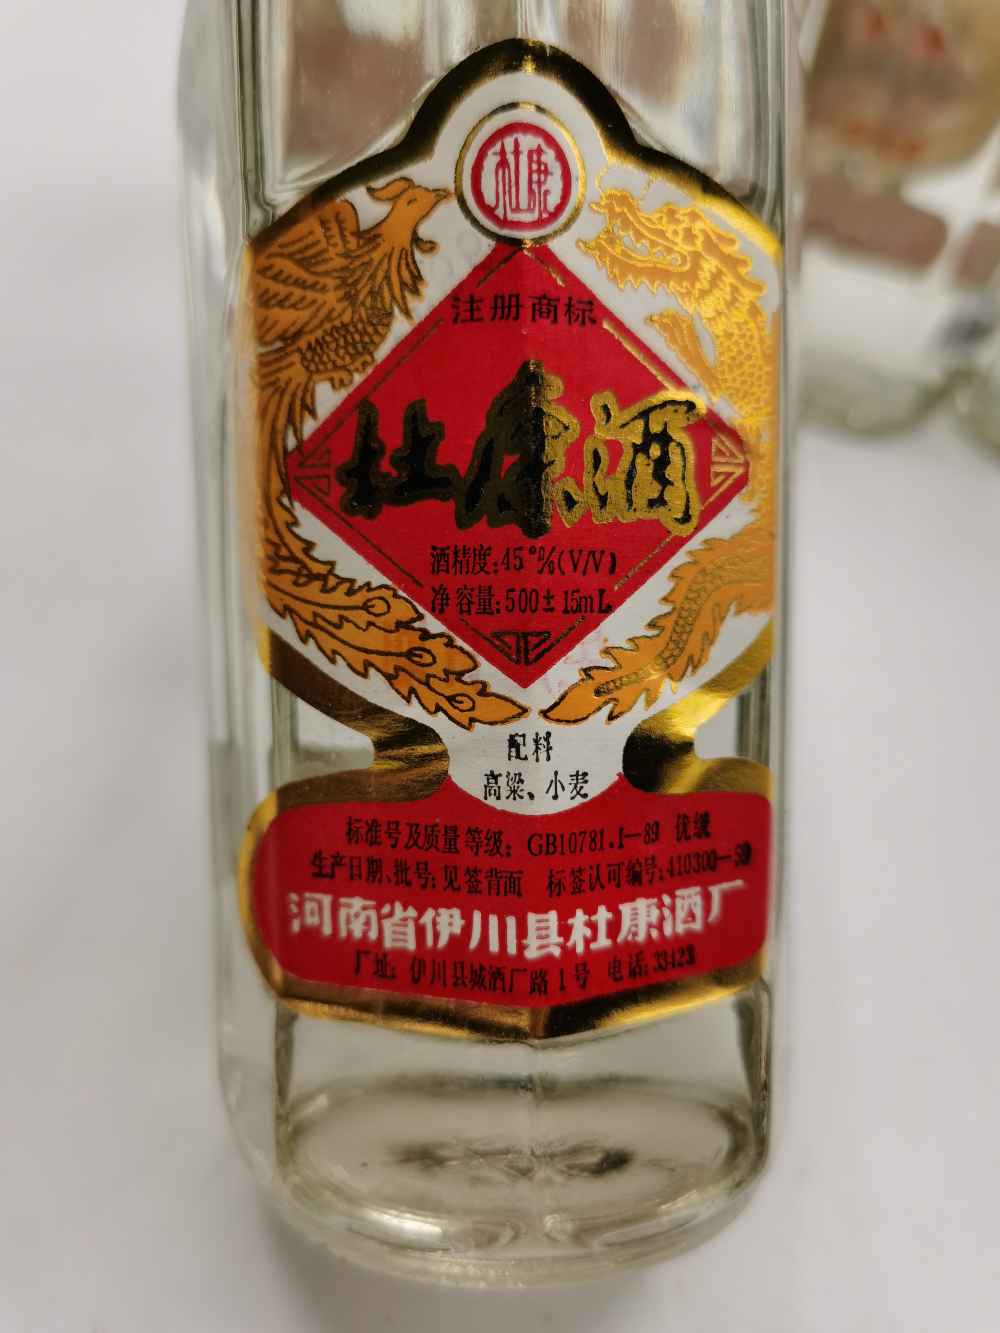 杜康
注册商标
杜康酒
酒精度:45°%(V/V)
净容量:500±15mL
配料
高粱、小麦
标准号及质量等级: GB10781.1-89 优级
生产日期、批号:见签背面 标签认可编号:410300-
河南省伊川县杜康酒厂
厂址: 伊川县城酒厂路1号 电话: